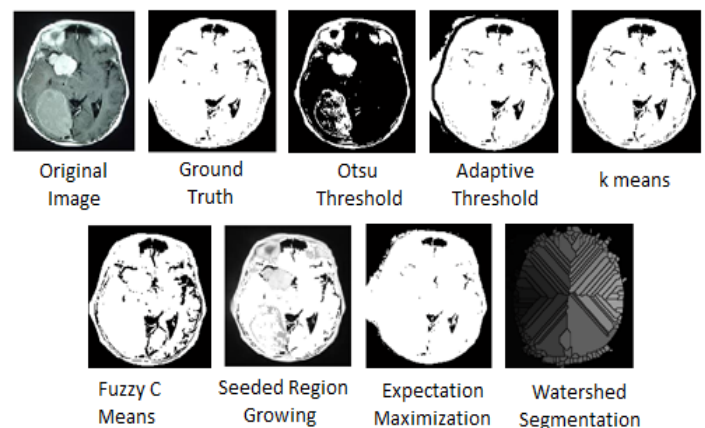 Original
Image
Ground
Truth
Otsu
Threshold
Adaptive
Threshold
k means
Fuzzy C
Means
Seeded Region
Growing
Expectation
Maximization
Watershed
Segmentation